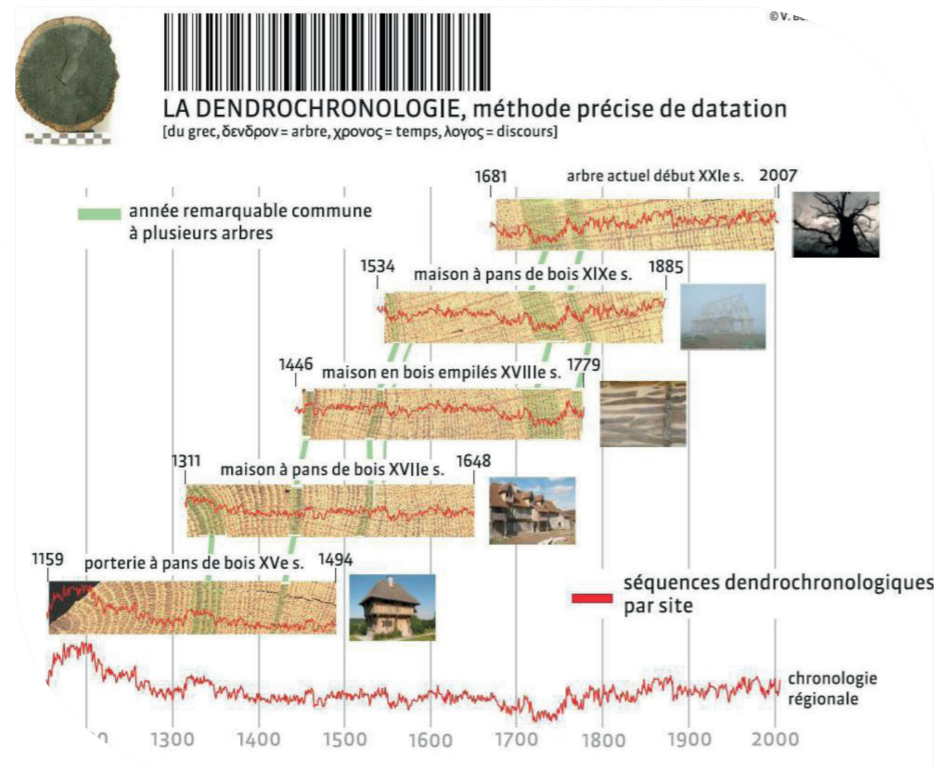 © V.
LA DENDROCHRONOLOGIE, méthode précise de datation
[du grec, δενδρον = arbre, χρονος = temps, λογος = discours]
1681 arbre actuel début XXIe s. 2007
année remarquable commune
à plusieurs arbres
1534 maison à pans de bois XIXe s. 1885
1446 maison en bois empilés XVIIIe s. 1779
1311 maison à pans de bois XVIIe s. 1648
1159 porterie à pans de bois XVe s. 1494
séquences dendrochronologiques
par site
chronologie
régionale
1300 1400 1500 1600 1700 1800 1900 2000